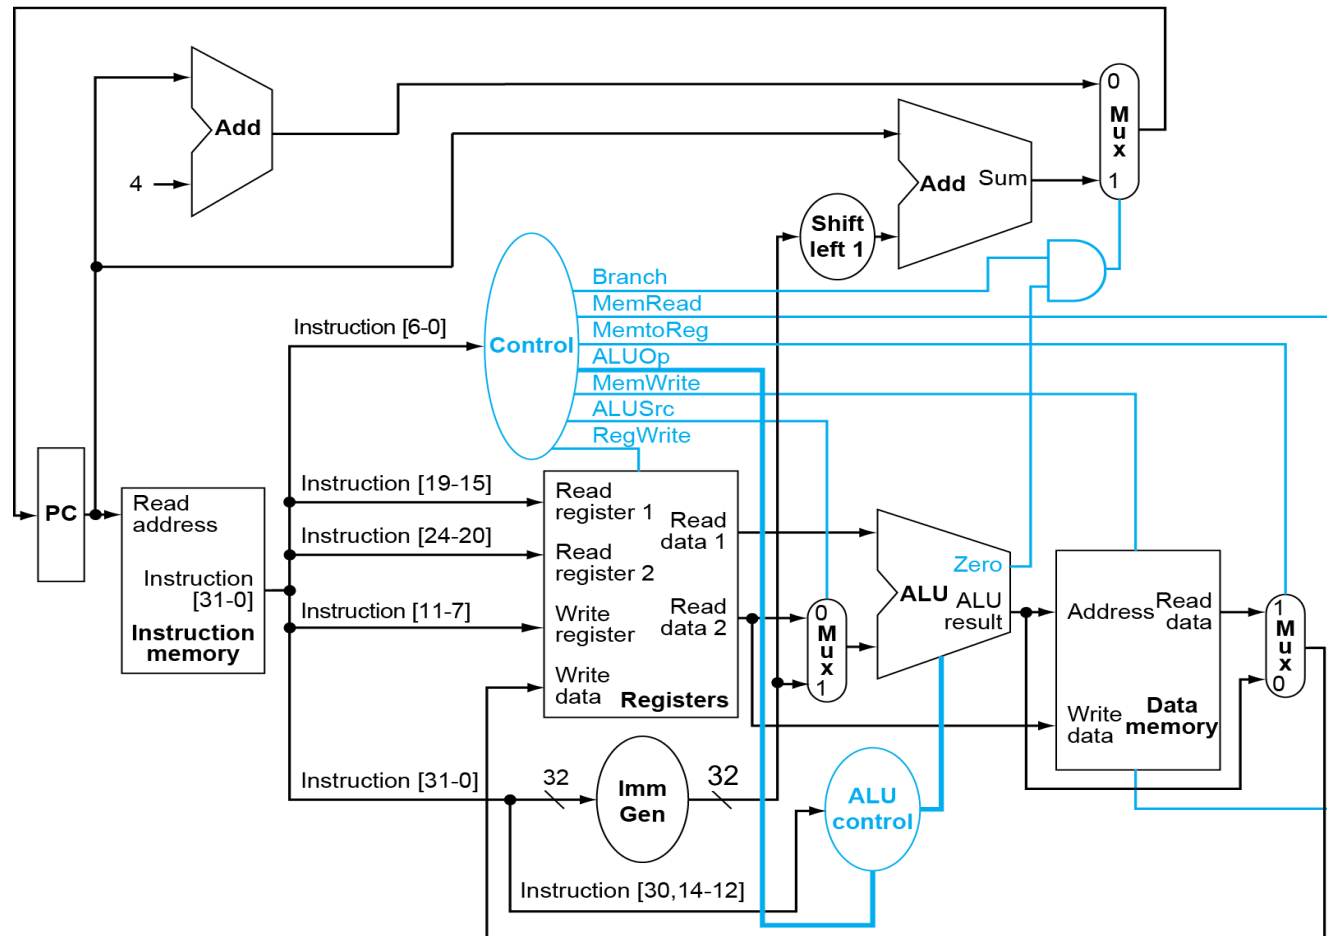 Add
4
0
Mux
1
Add
Sum
Shift
left 1
Branch
MemRead
MemtoReg
ALUOp
MemWrite
ALUSrc
RegWrite
Control
Instruction [6-0]
PC
Read
address
Instruction
[31-0]
Instruction
memory
Instruction [19-15]
Instruction [24-20]
Instruction [11-7]
Instruction [31-0]
Read
register 1
Read
register 2
Write
register
Write
data
Read
data 1
Read
data 2
Registers
0
Mux
1
Zero
ALU
ALU
result
Address
Read
data
Write
data
Data
memory
1
Mux
0
32
Imm
Gen
32
ALU
control
Instruction [30,14-12]